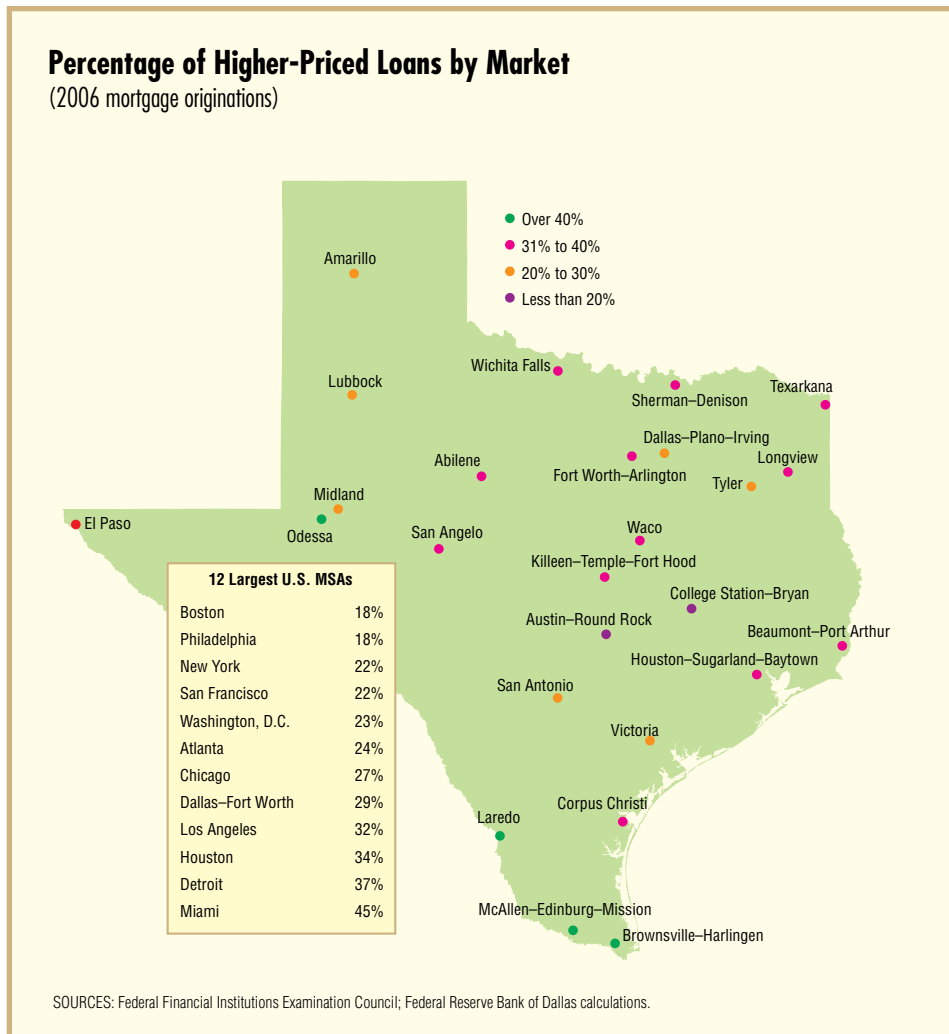 Percentage of Higher-Priced Loans by Market
(2006 mortgage originations)
Over 40%
31% to 40%
20% to 30%
Less than 20%
Amarillo
Wichita Falls
Lubbock
Texarkana
Sherman–Denison
Dallas–Plano–Irving
Abilene
Longview
Fort Worth–Arlington
Tyler
Midland
El Paso
Odessa
San Angelo
Waco
Killeen–Temple–Fort Hood
College Station–Bryan
Austin–Round Rock
Beaumont–Port Arthur
Houston–Sugarland–Baytown
San Antonio
Victoria
Corpus Christi
Laredo
McAllen–Edinburg–Mission
Brownsville–Harlingen
12 Largest U.S. MSAs
Boston 18%
Philadelphia 18%
New York 22%
San Francisco 22%
Washington, D.C. 23%
Atlanta 24%
Chicago 27%
Dallas–Fort Worth 29%
Los Angeles 32%
Houston 34%
Detroit 37%
Miami 45%
SOURCES: Federal Financial Institutions Examination Council; Federal Reserve Bank of Dallas calculations.